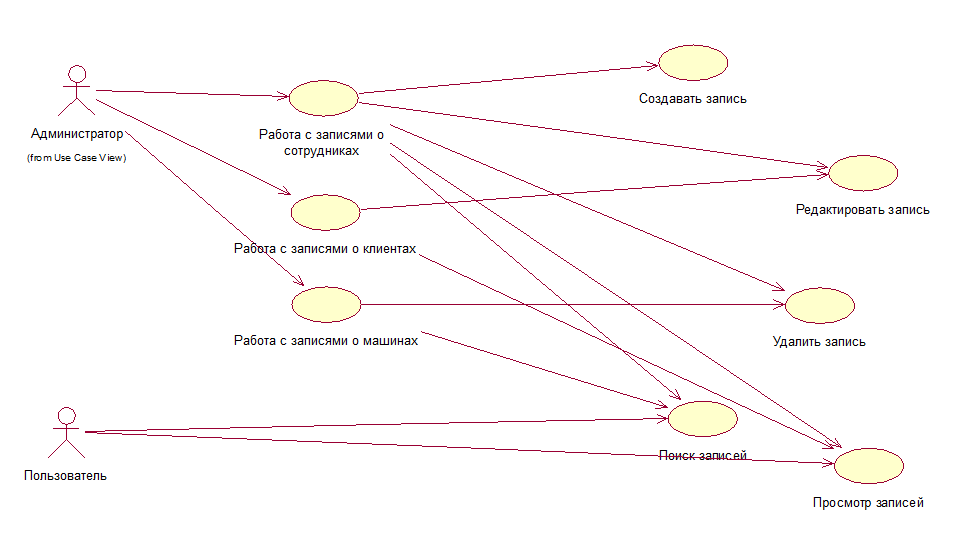 Создавать запись
Администратор
(from Use Case View)
Работа с записями о
сотрудниках
Редактировать запись
Работа с записями о клиентах
Работа с записями о машинах
Удалить запись
Поиск записей
Пользователь
Просмотр записей